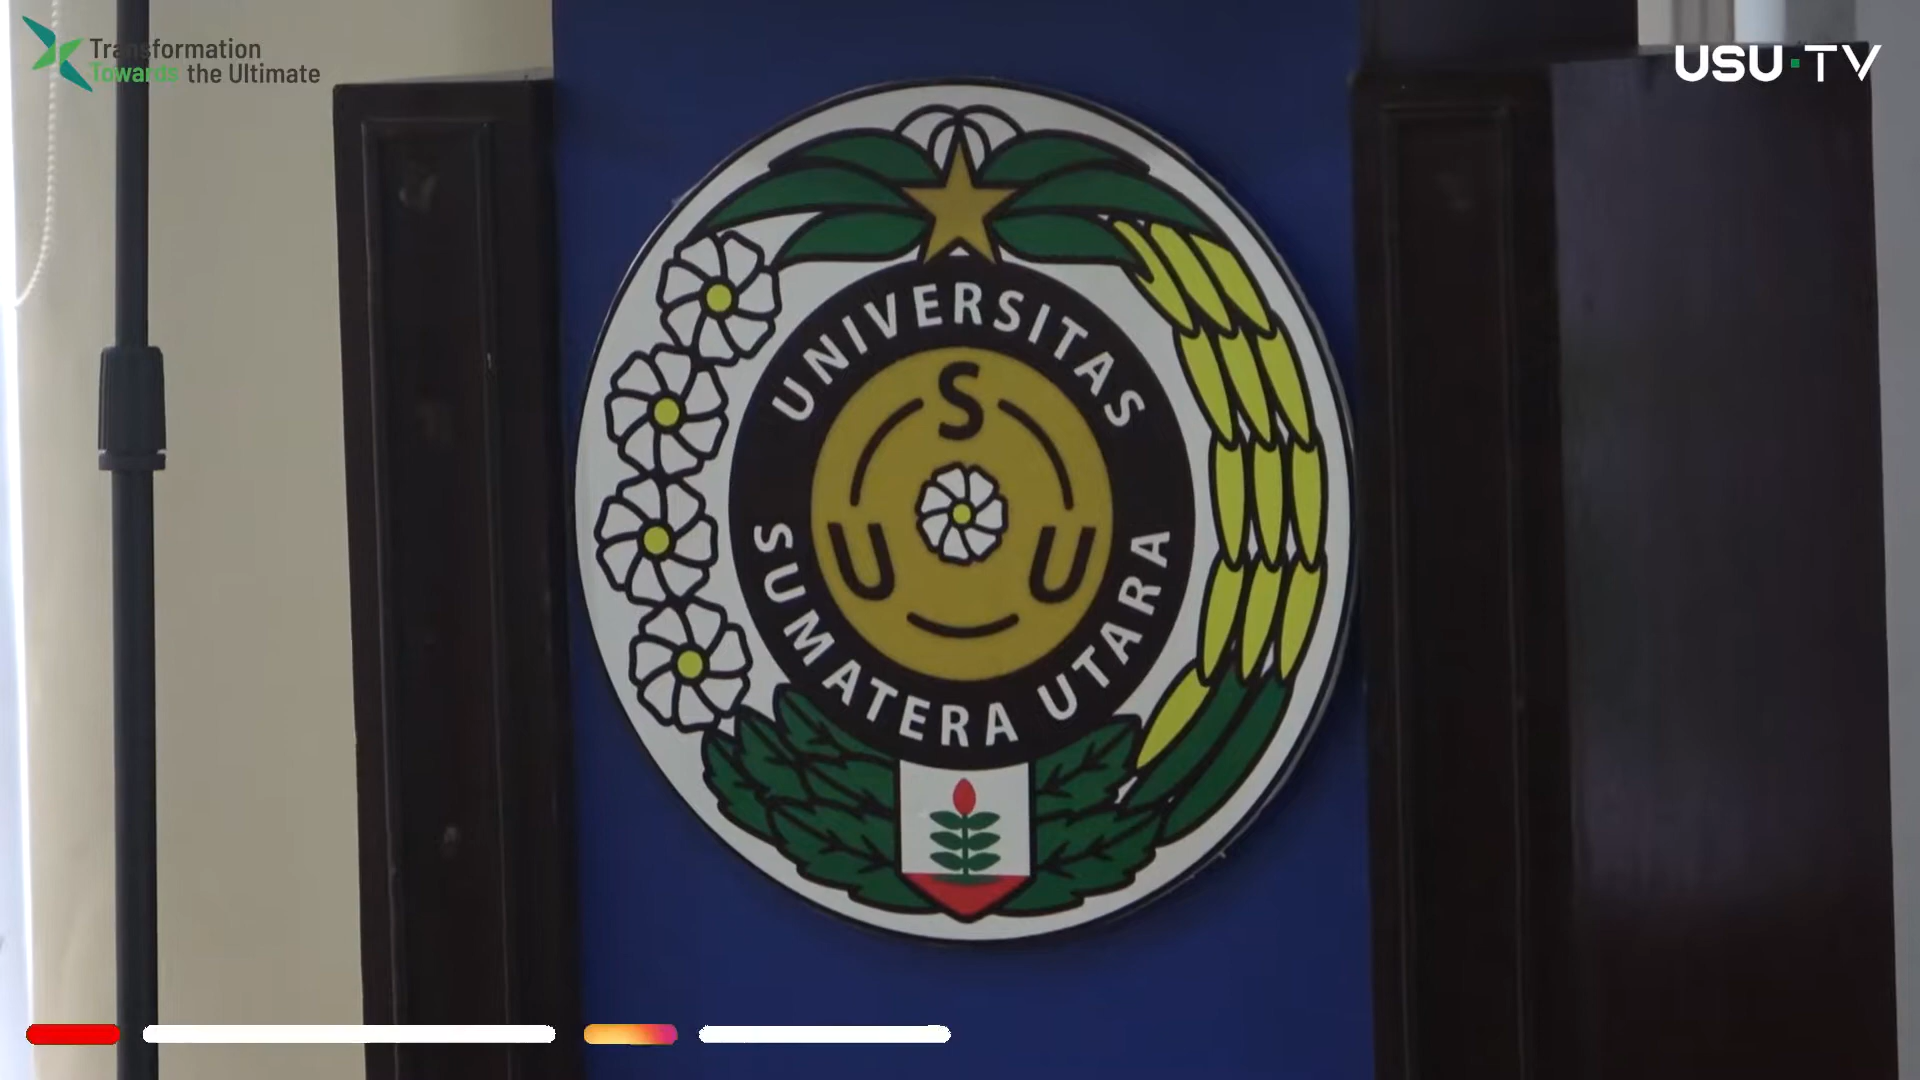 Transformation
Towards the Ultimate
USU TV
UNIVERSITAS
SUMATERA UTARA
U S U